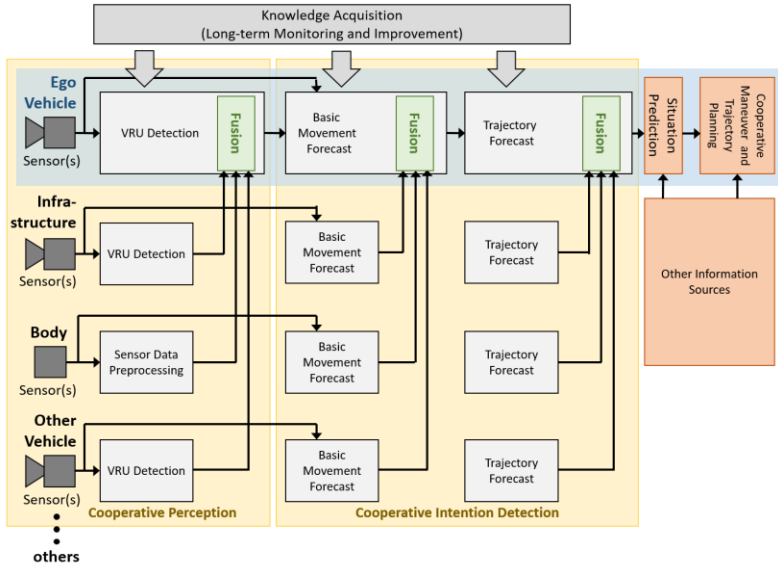 Knowledge Acquisition
(Long-term Monitoring and Improvement)
Ego
Vehicle
Sensor(s)
VRU Detection
Fusion
Basic
Movement
Forecast
Fusion
Trajectory
Forecast
Fusion
Situation
Prediction
Cooperative
Maneuver and
Trajectory
Planning
Infra-
structure
Sensor(s)
VRU Detection
Basic
Movement
Forecast
Trajectory
Forecast
Other Information
Sources
Body
Sensor(s)
Sensor Data
Preprocessing
Basic
Movement
Forecast
Trajectory
Forecast
Other
Vehicle
Sensor(s)
VRU Detection
Basic
Movement
Forecast
Trajectory
Forecast
Cooperative Perception
Cooperative Intention Detection
others